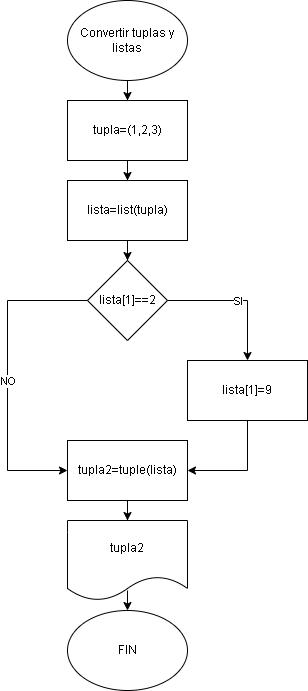 Convertir tuplas y
listas
tupla=(1,2,3)
lista=list(tupla)
lista[1]==2
SI
lista[1]=9
NO
tupla2=tuple(lista)
tupla2
FIN